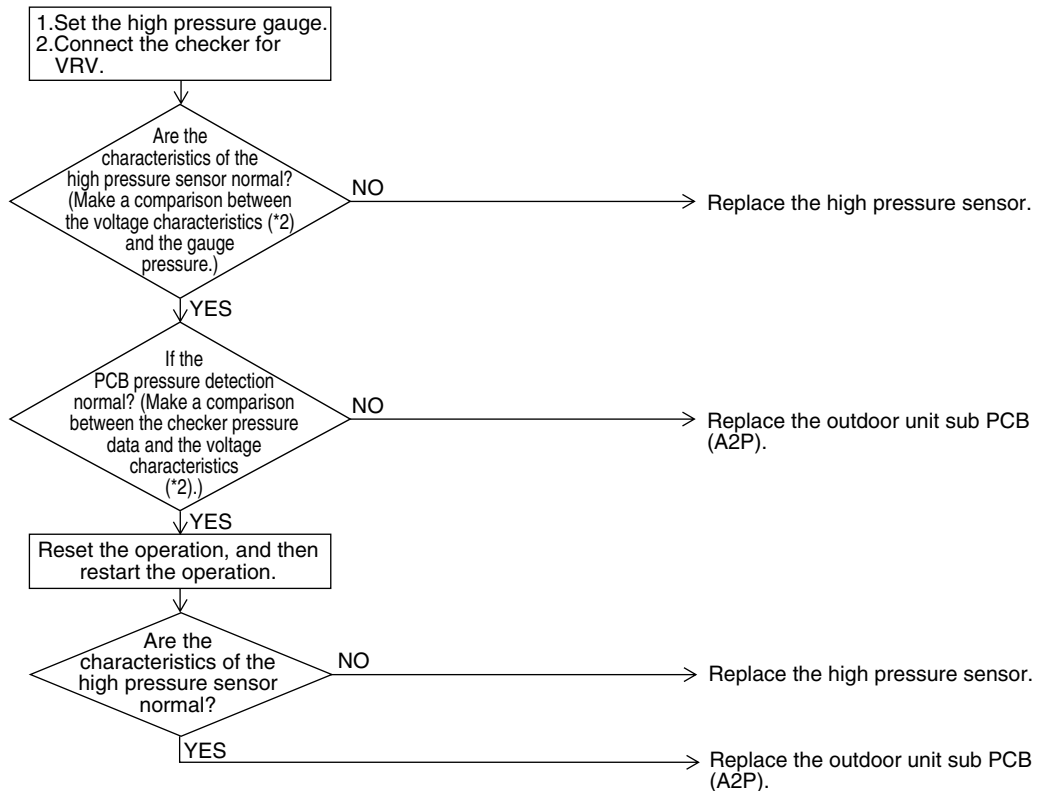 1.Set the high pressure gauge.
2.Connect the checker for
VRV.
Are the
characteristics of the
high pressure sensor normal?
(Make a comparison between
the voltage characteristics (*2)
and the gauge
pressure.)
NO
Replace the high pressure sensor.
YES
If the
PCB pressure detection
normal? (Make a comparison
between the checker pressure
data and the voltage
characteristics
(*2).)
NO
Replace the outdoor unit sub PCB
(A2P).
YES
Reset the operation, and then
restart the operation.
Are the
characteristics of the
high pressure sensor
normal?
NO
Replace the high pressure sensor.
YES
Replace the outdoor unit sub PCB
(A2P).